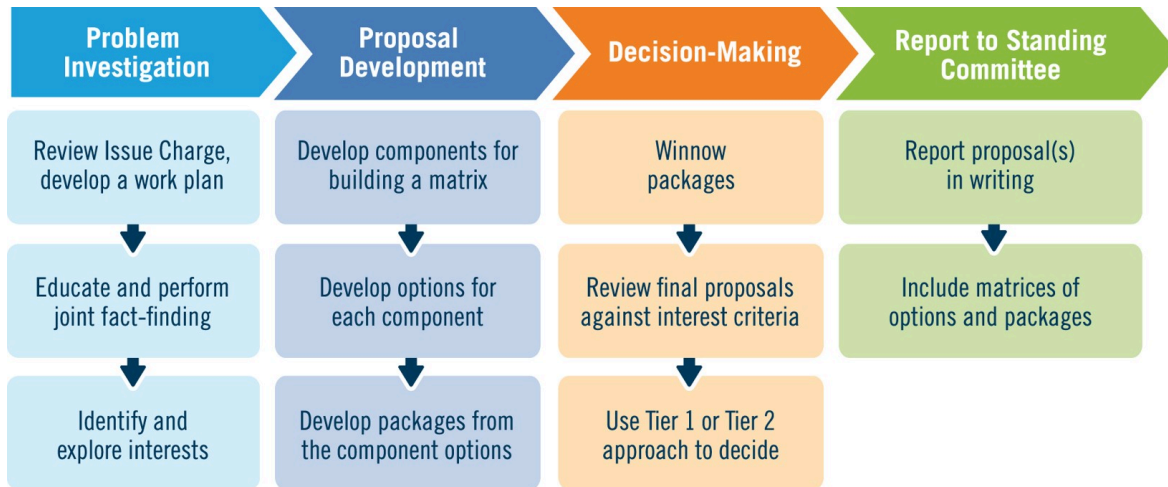 Problem
Investigation
Review Issue Charge,
develop a work plan
Educate and perform
joint fact-finding
Identify and
explore interests
Proposal
Development
Develop components for
building a matrix
Develop options for
each component
Develop packages from
the component options
Decision-Making
Winnow
packages
Review final proposals
against interest criteria
Use Tier 1 or Tier 2
approach to decide
Report to Standing
Committee
Report proposal(s)
in writing
Include matrices of
options and packages